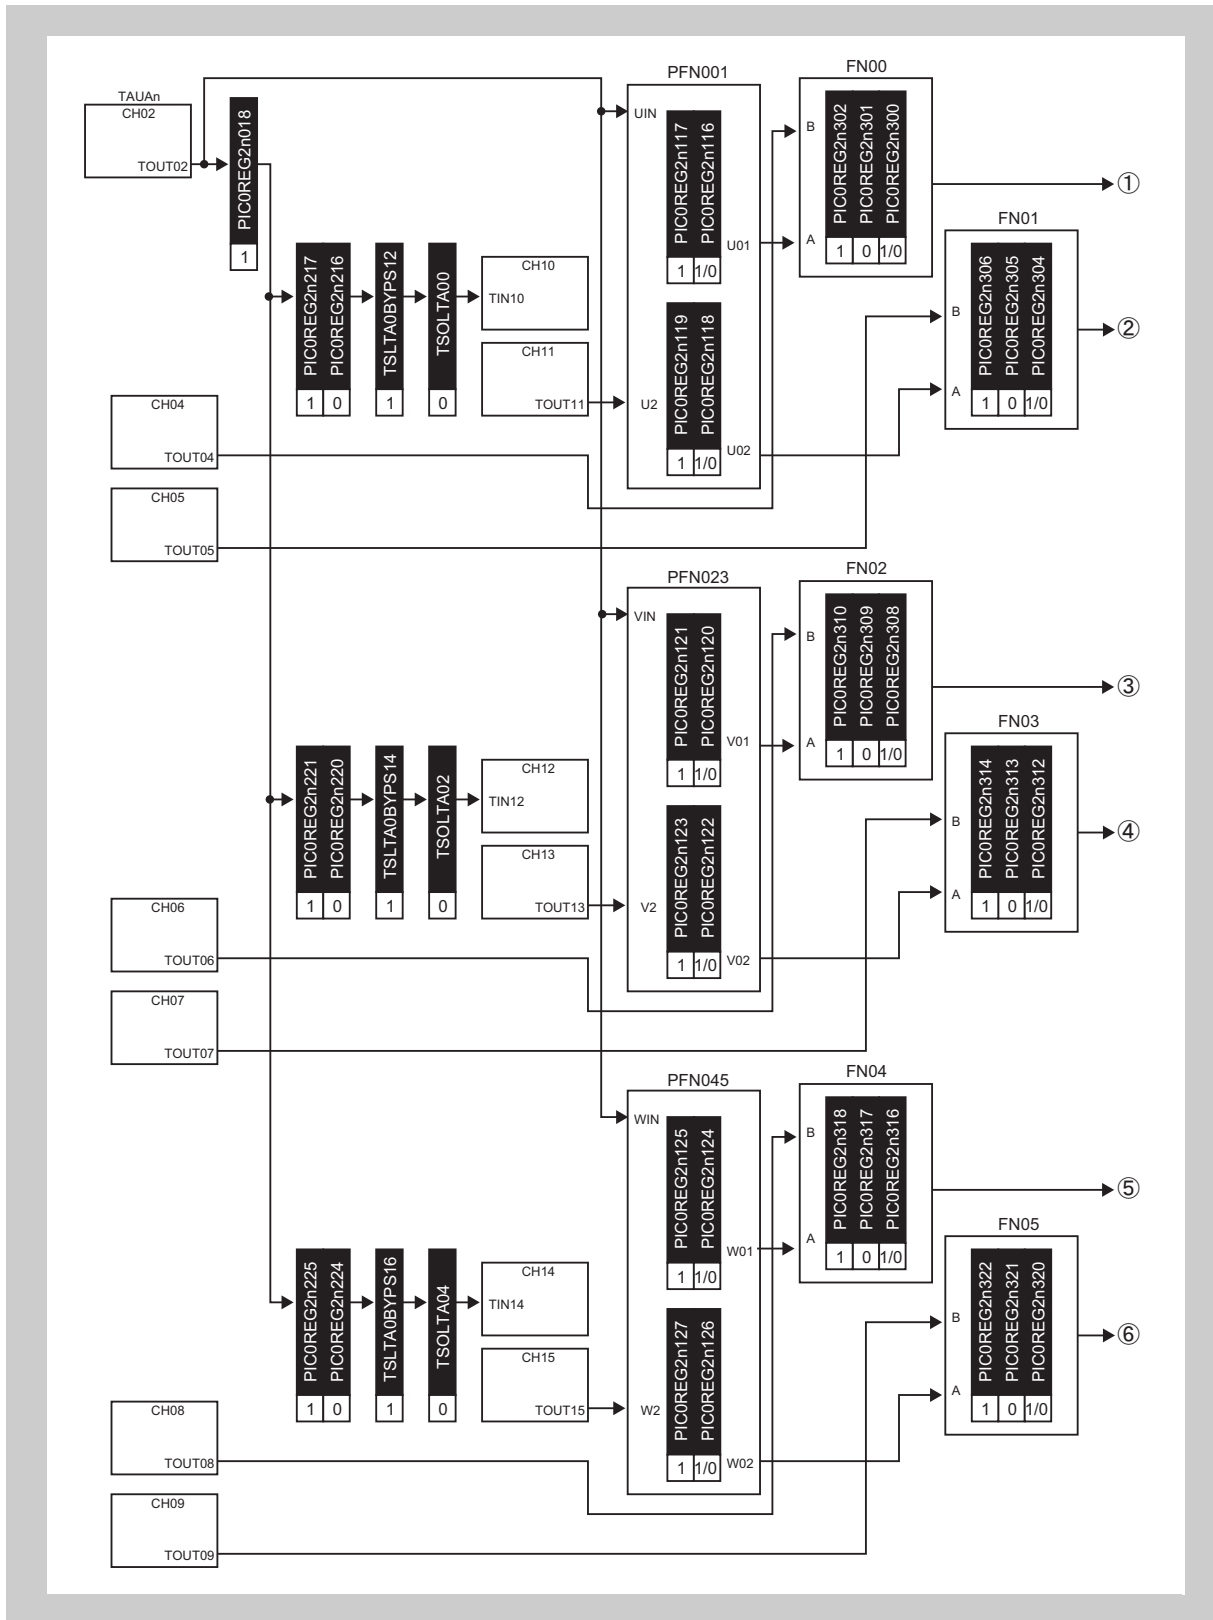 PFN001
FN00
TAUAn
CH02
TOUT02
PIC0REG2n018
1
UIN
PIC0REG2n117
PIC0REG2n116
1
1/0
U01
B
A
PIC0REG2n302
PIC0REG2n301
PIC0REG2n300
1
0
1/0
①
FN01
PIC0REG2n217
PIC0REG2n216
1
0
TSLTA0BYPS12
1
TSOLTA00
0
CH10
TIN10
CH11
TOUT11
U2
PIC0REG2n119
PIC0REG2n118
1
1/0
U02
B
A
PIC0REG2n306
PIC0REG2n305
PIC0REG2n304
1
0
1/0
②
CH04
TOUT04
CH05
TOUT05
PFN023
FN02
VIN
PIC0REG2n121
PIC0REG2n120
1
1/0
V01
B
A
PIC0REG2n310
PIC0REG2n309
PIC0REG2n308
1
0
1/0
③
FN03
PIC0REG2n221
PIC0REG2n220
1
0
TSLTA0BYPS14
1
TSOLTA02
0
CH12
TIN12
CH13
TOUT13
V2
PIC0REG2n123
PIC0REG2n122
1
1/0
V02
B
A
PIC0REG2n314
PIC0REG2n313
PIC0REG2n312
1
0
1/0
④
CH06
TOUT06
CH07
TOUT07
PFN045
FN04
WIN
PIC0REG2n125
PIC0REG2n124
1
1/0
W01
B
A
PIC0REG2n318
PIC0REG2n317
PIC0REG2n316
1
0
1/0
⑤
FN05
PIC0REG2n225
PIC0REG2n224
1
0
TSLTA0BYPS16
1
TSOLTA04
0
CH14
TIN14
CH15
TOUT15
W2
PIC0REG2n127
PIC0REG2n126
1
1/0
W02
B
A
PIC0REG2n322
PIC0REG2n321
PIC0REG2n320
1
0
1/0
⑥
CH08
TOUT08
CH09
TOUT09